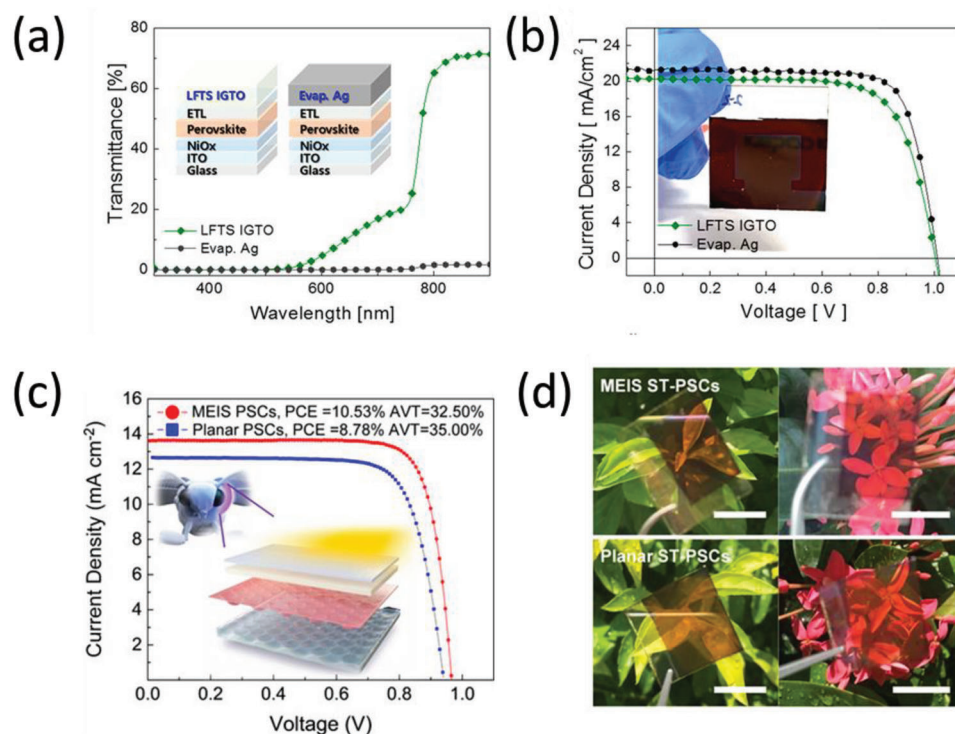 (a)
80
70
60
40
20
0
Transmittance [%]
LFTS IGTO
ETL
Perovskite
NiOx
ITO
Glass
Evap. Ag
ETL
Perovskite
NiOx
ITO
Glass
LFTS IGTO
Evap. Ag
400
600
800
Wavelength [nm]
(b)
26
24
20
16
12
8
4
0
Current Density [ mA/cm²
LFTS IGTO
Evap. Ag
0.0
0.2
0.4
0.6
0.8
1.0
Voltage [ V ]
(c)
16
14
12
10
8
6
4
2
Current Density (mA cm-2)
MEIS PSCs, PCE =10.53% AVT=32.50%
Planar PSCs, PCE =8.78% AVT=35.00%
0.0
0.2
0.4
0.6
0.8
1.0
Voltage (V)
(d)
MEIS ST-PSCs
Planar ST-PSCs